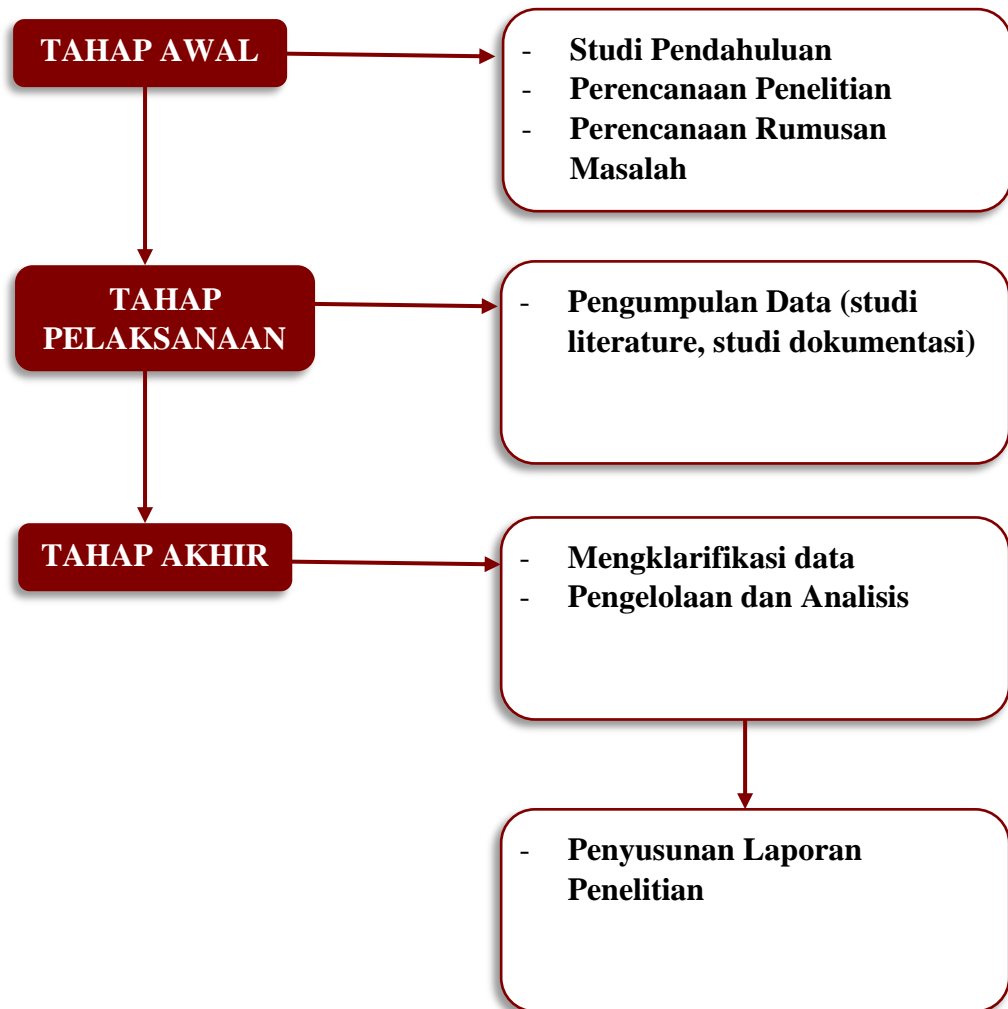 TAHAP AWAL
- Studi Pendahuluan
- Perencanaan Penelitian
- Perencanaan Rumusan
Masalah
TAHAP
PELAKSANAAN
- Pengumpulan Data (studi
literature, studi dokumentasi)
TAHAP AKHIR
- Mengklarifikasi data
- Pengelolaan dan Analisis
- Penyusunan Laporan
Penelitian